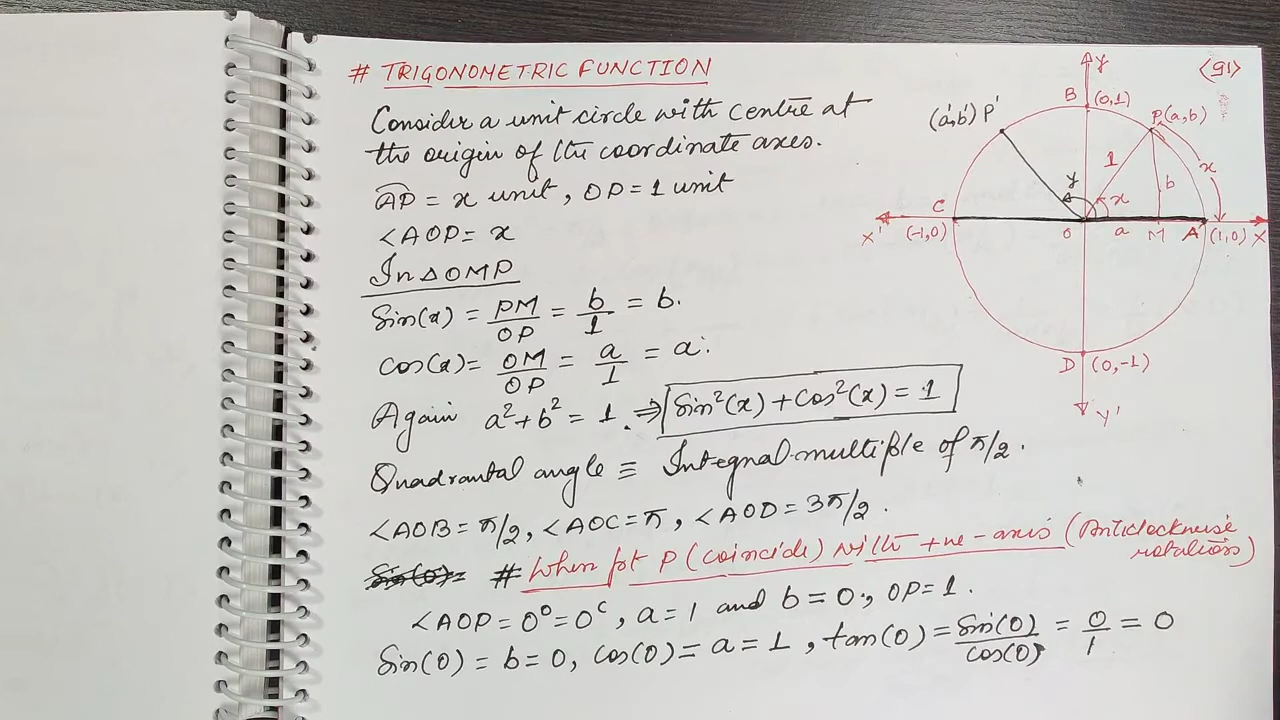 # TRIGONOMETRIC FUNCTION
<91>
Consider a unit circle with centre at
the origin of the coordinate axes.
AP = x unit, OP = 1 unit
∠AOP = x
In △OMP
Sin(x) = PM/OP = b/1 = b.
Cos(x) = OM/OP = a/1 = a.
Again a² + b² = 1. ⇒ Sin²(x) + Cos²(x) = 1
Quadrantal angle ≡ Integral multiple of π/2.
∠AOB = π/2, ∠AOC = π, ∠AOD = 3π/2.
Sin(0)= # When pt P (coincide) with +ve-axis (Anticlockwise
rotation)
∠AOP = 0° = 0ᶜ, a = 1 and b = 0, OP = 1.
Sin(0) = b = 0, Cos(0) = a = 1, tan(0) = Sin(0)/Cos(0) = 0/1 = 0
Y
B (0,1)
(a',b') P'
P(a,b)
1
x
y
x
b
C
(-1,0)
X'
O
a
M
A
(1,0)
X
D (0,-1)
Y'